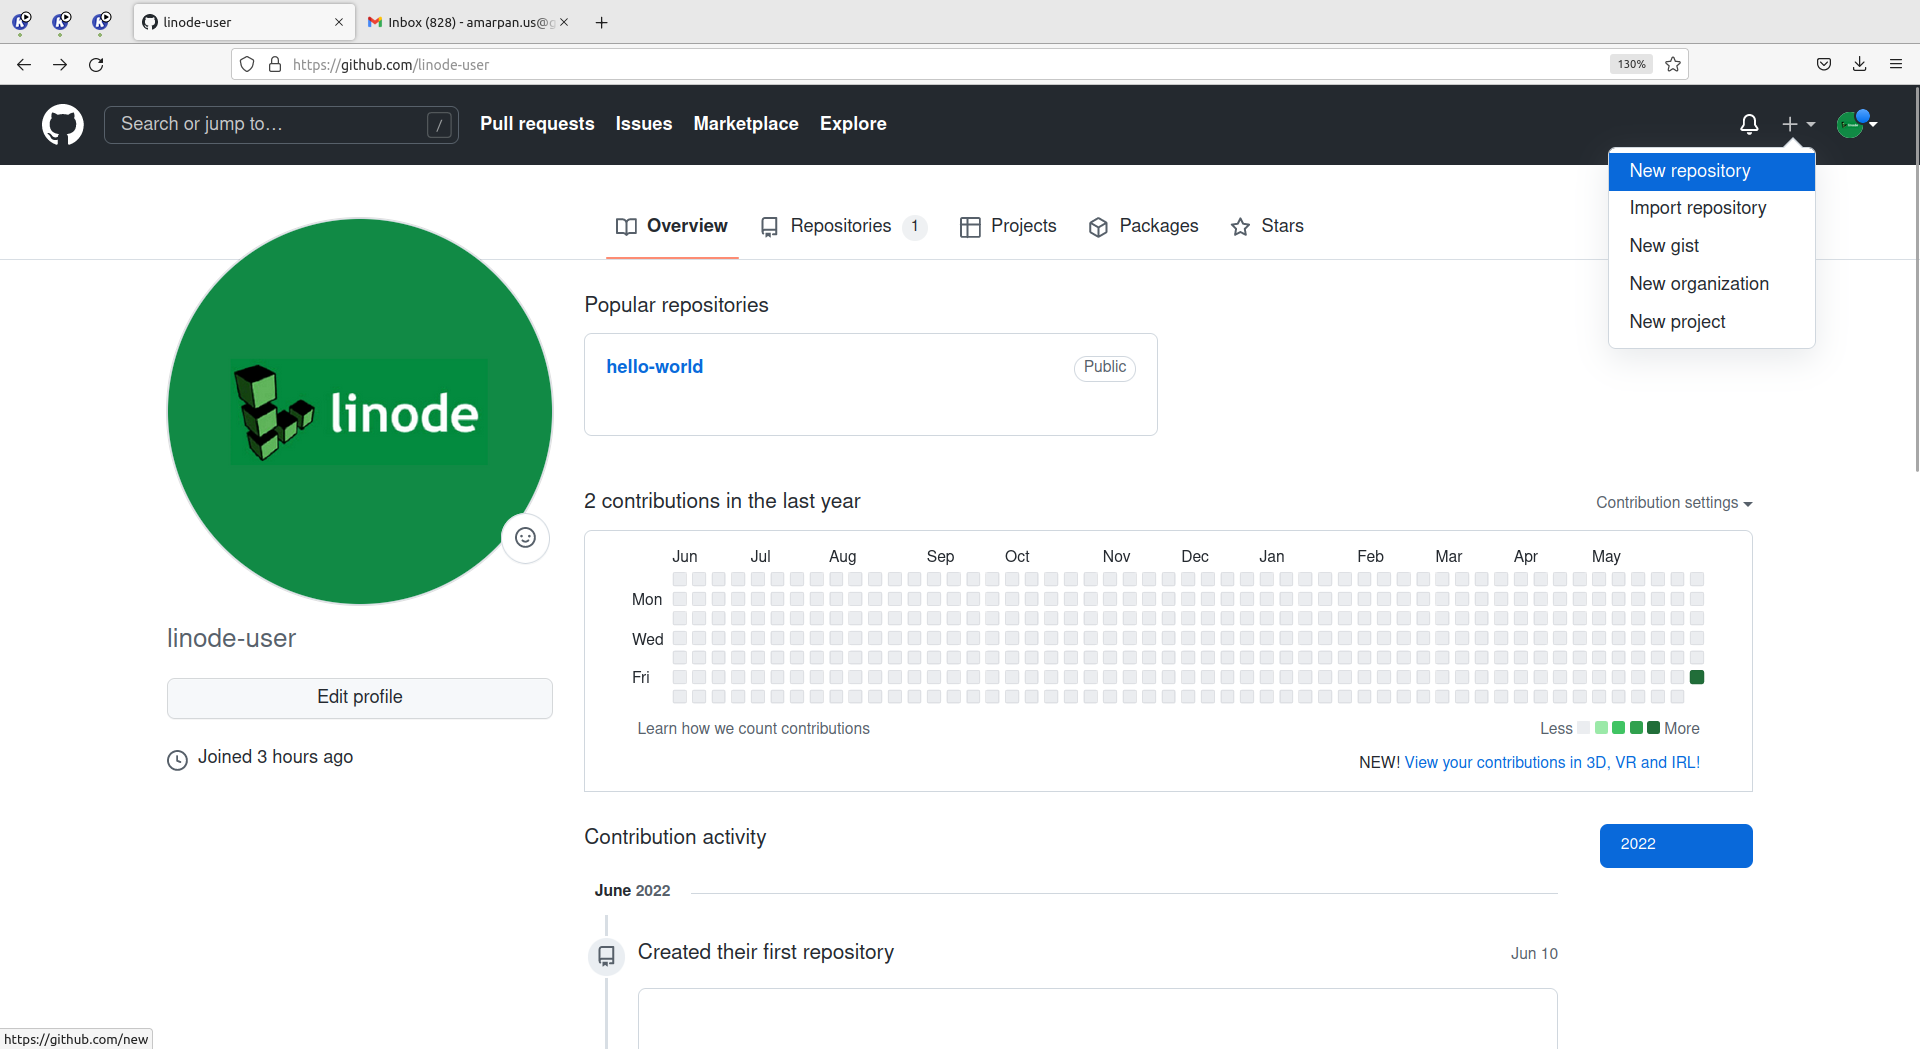 linode-user
Inbox (828) - amarpan.us@g
https://github.com/linode-user
130%
Search or jump to…
/
Pull requests
Issues
Marketplace
Explore
New repository
Import repository
New gist
New organization
New project
Overview
Repositories 1
Projects
Packages
Stars
linode
linode
linode-user
Edit profile
Joined 3 hours ago
Popular repositories
hello-world
Public
2 contributions in the last year
Contribution settings
Jun Jul Aug Sep Oct Nov Dec Jan Feb Mar Apr May
Mon
Wed
Fri
Learn how we count contributions
Less More
NEW! View your contributions in 3D, VR and IRL!
Contribution activity
2022
June 2022
Created their first repository
Jun 10
https://github.com/new